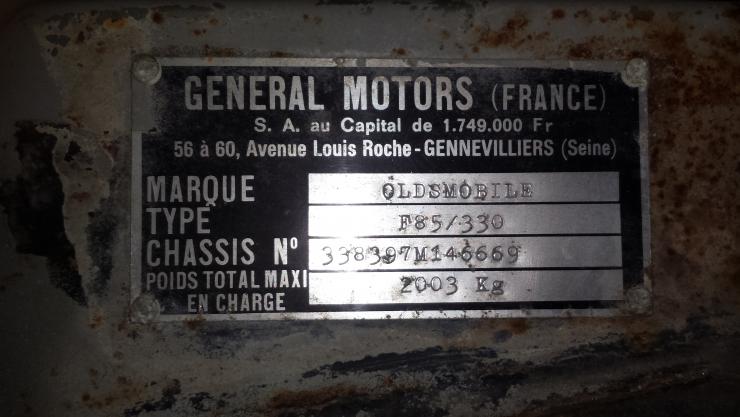 GENERAL MOTORS (FRANCE)
S. A. au Capital de 1.749.000 Fr
56 à 60, Avenue Louis Roche - GENNEVILLIERS (Seine)
MARQUE OLDSMOBILE
TYPE F85/330
CHASSIS N° 338397M146669
POIDS TOTAL MAXI 2003 Kg
EN CHARGE